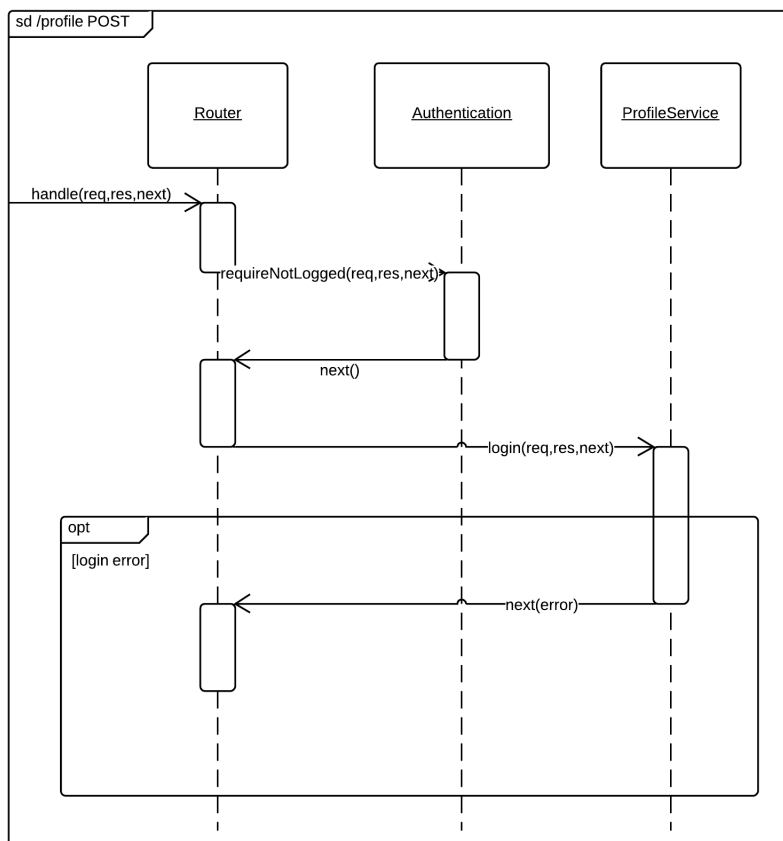 sd /profile POST
Router
Authentication
ProfileService
handle(req,res,next)
requireNotLogged(req,res,next)
next()
login(req,res,next)
opt
[login error]
next(error)